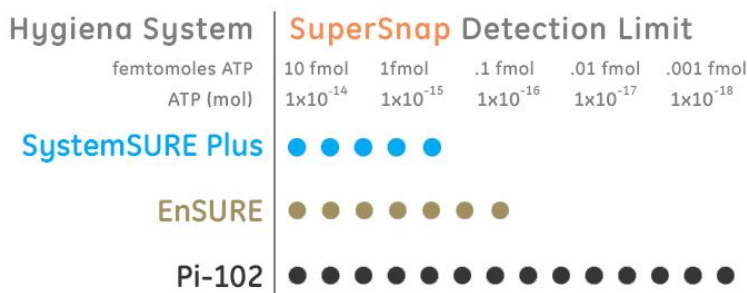 Hygiena System SuperSnap Detection Limit
femtomoles ATP 10 fmol 1fmol .1 fmol .01 fmol .001 fmol
ATP (mol) 1x10⁻¹⁴ 1x10⁻¹⁵ 1x10⁻¹⁶ 1x10⁻¹⁷ 1x10⁻¹⁸
SystemSURE Plus
EnSURE
Pi-102